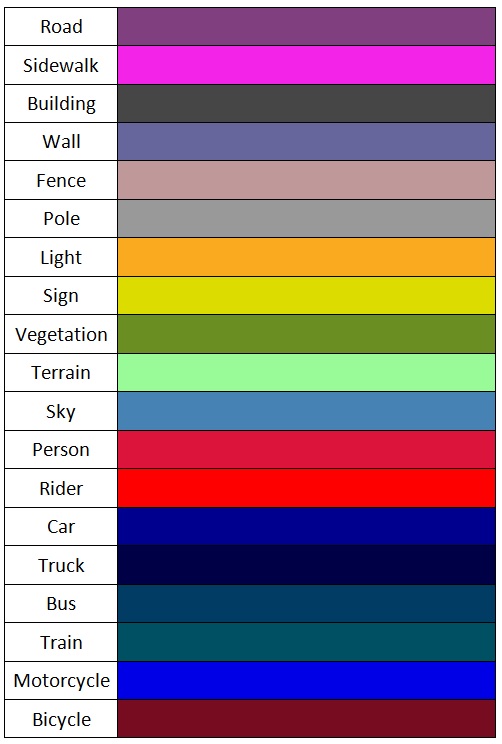 Road
Sidewalk
Building
Wall
Fence
Pole
Light
Sign
Vegetation
Terrain
Sky
Person
Rider
Car
Truck
Bus
Train
Motorcycle
Bicycle